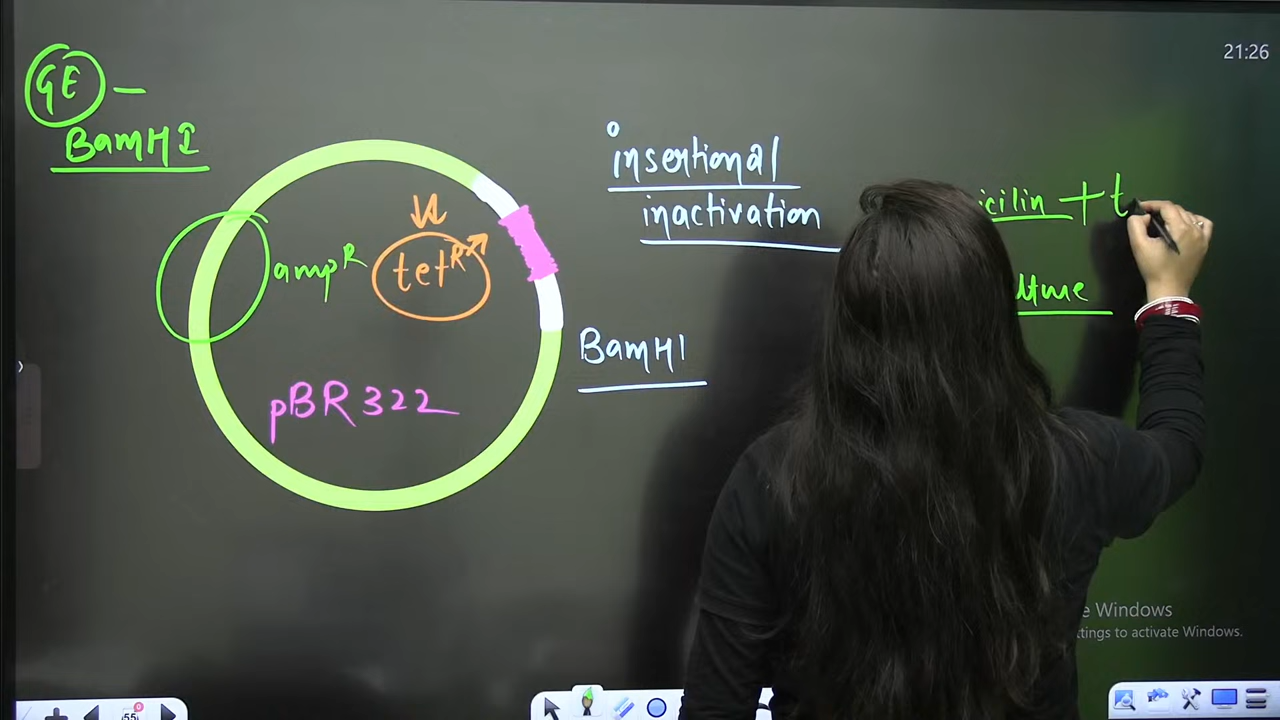 21:26
GE -
BamHI
insertional
inactivation
ampR
tetR
icilin + t
lture
BamHI
pBR322
e Windows
ttings to activate Windows.